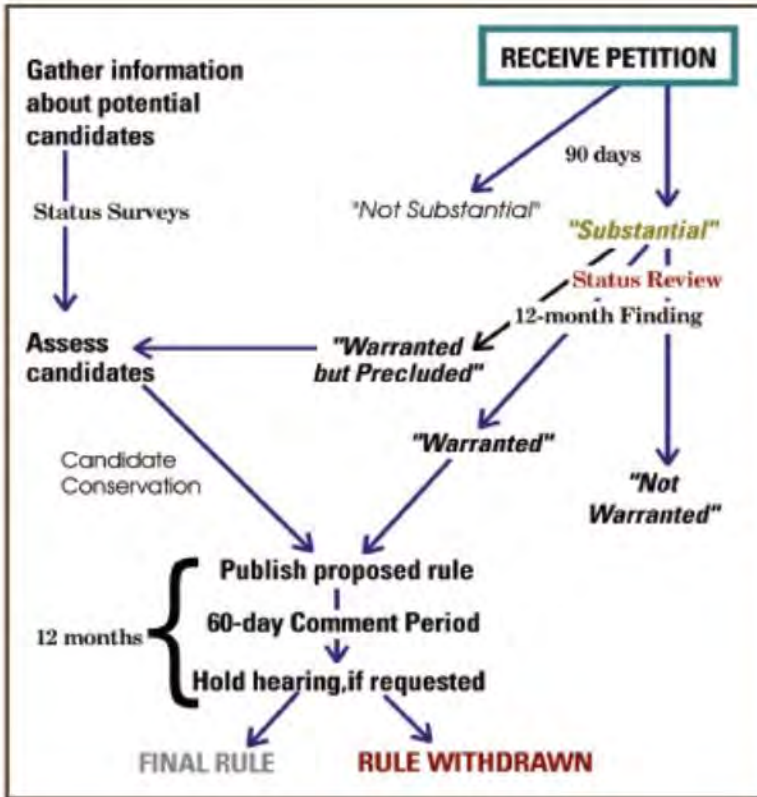 RECEIVE PETITION
Gather information
about potential
candidates
90 days
Status Surveys
"Not Substantial"
"Substantial"
Status Review
12-month Finding
Assess
candidates
"Warranted
but Precluded"
"Warranted"
Candidate
Conservation
"Not
Warranted"
Publish proposed rule
60-day Comment Period
12 months
Hold hearing,if requested
FINAL RULE
RULE WITHDRAWN